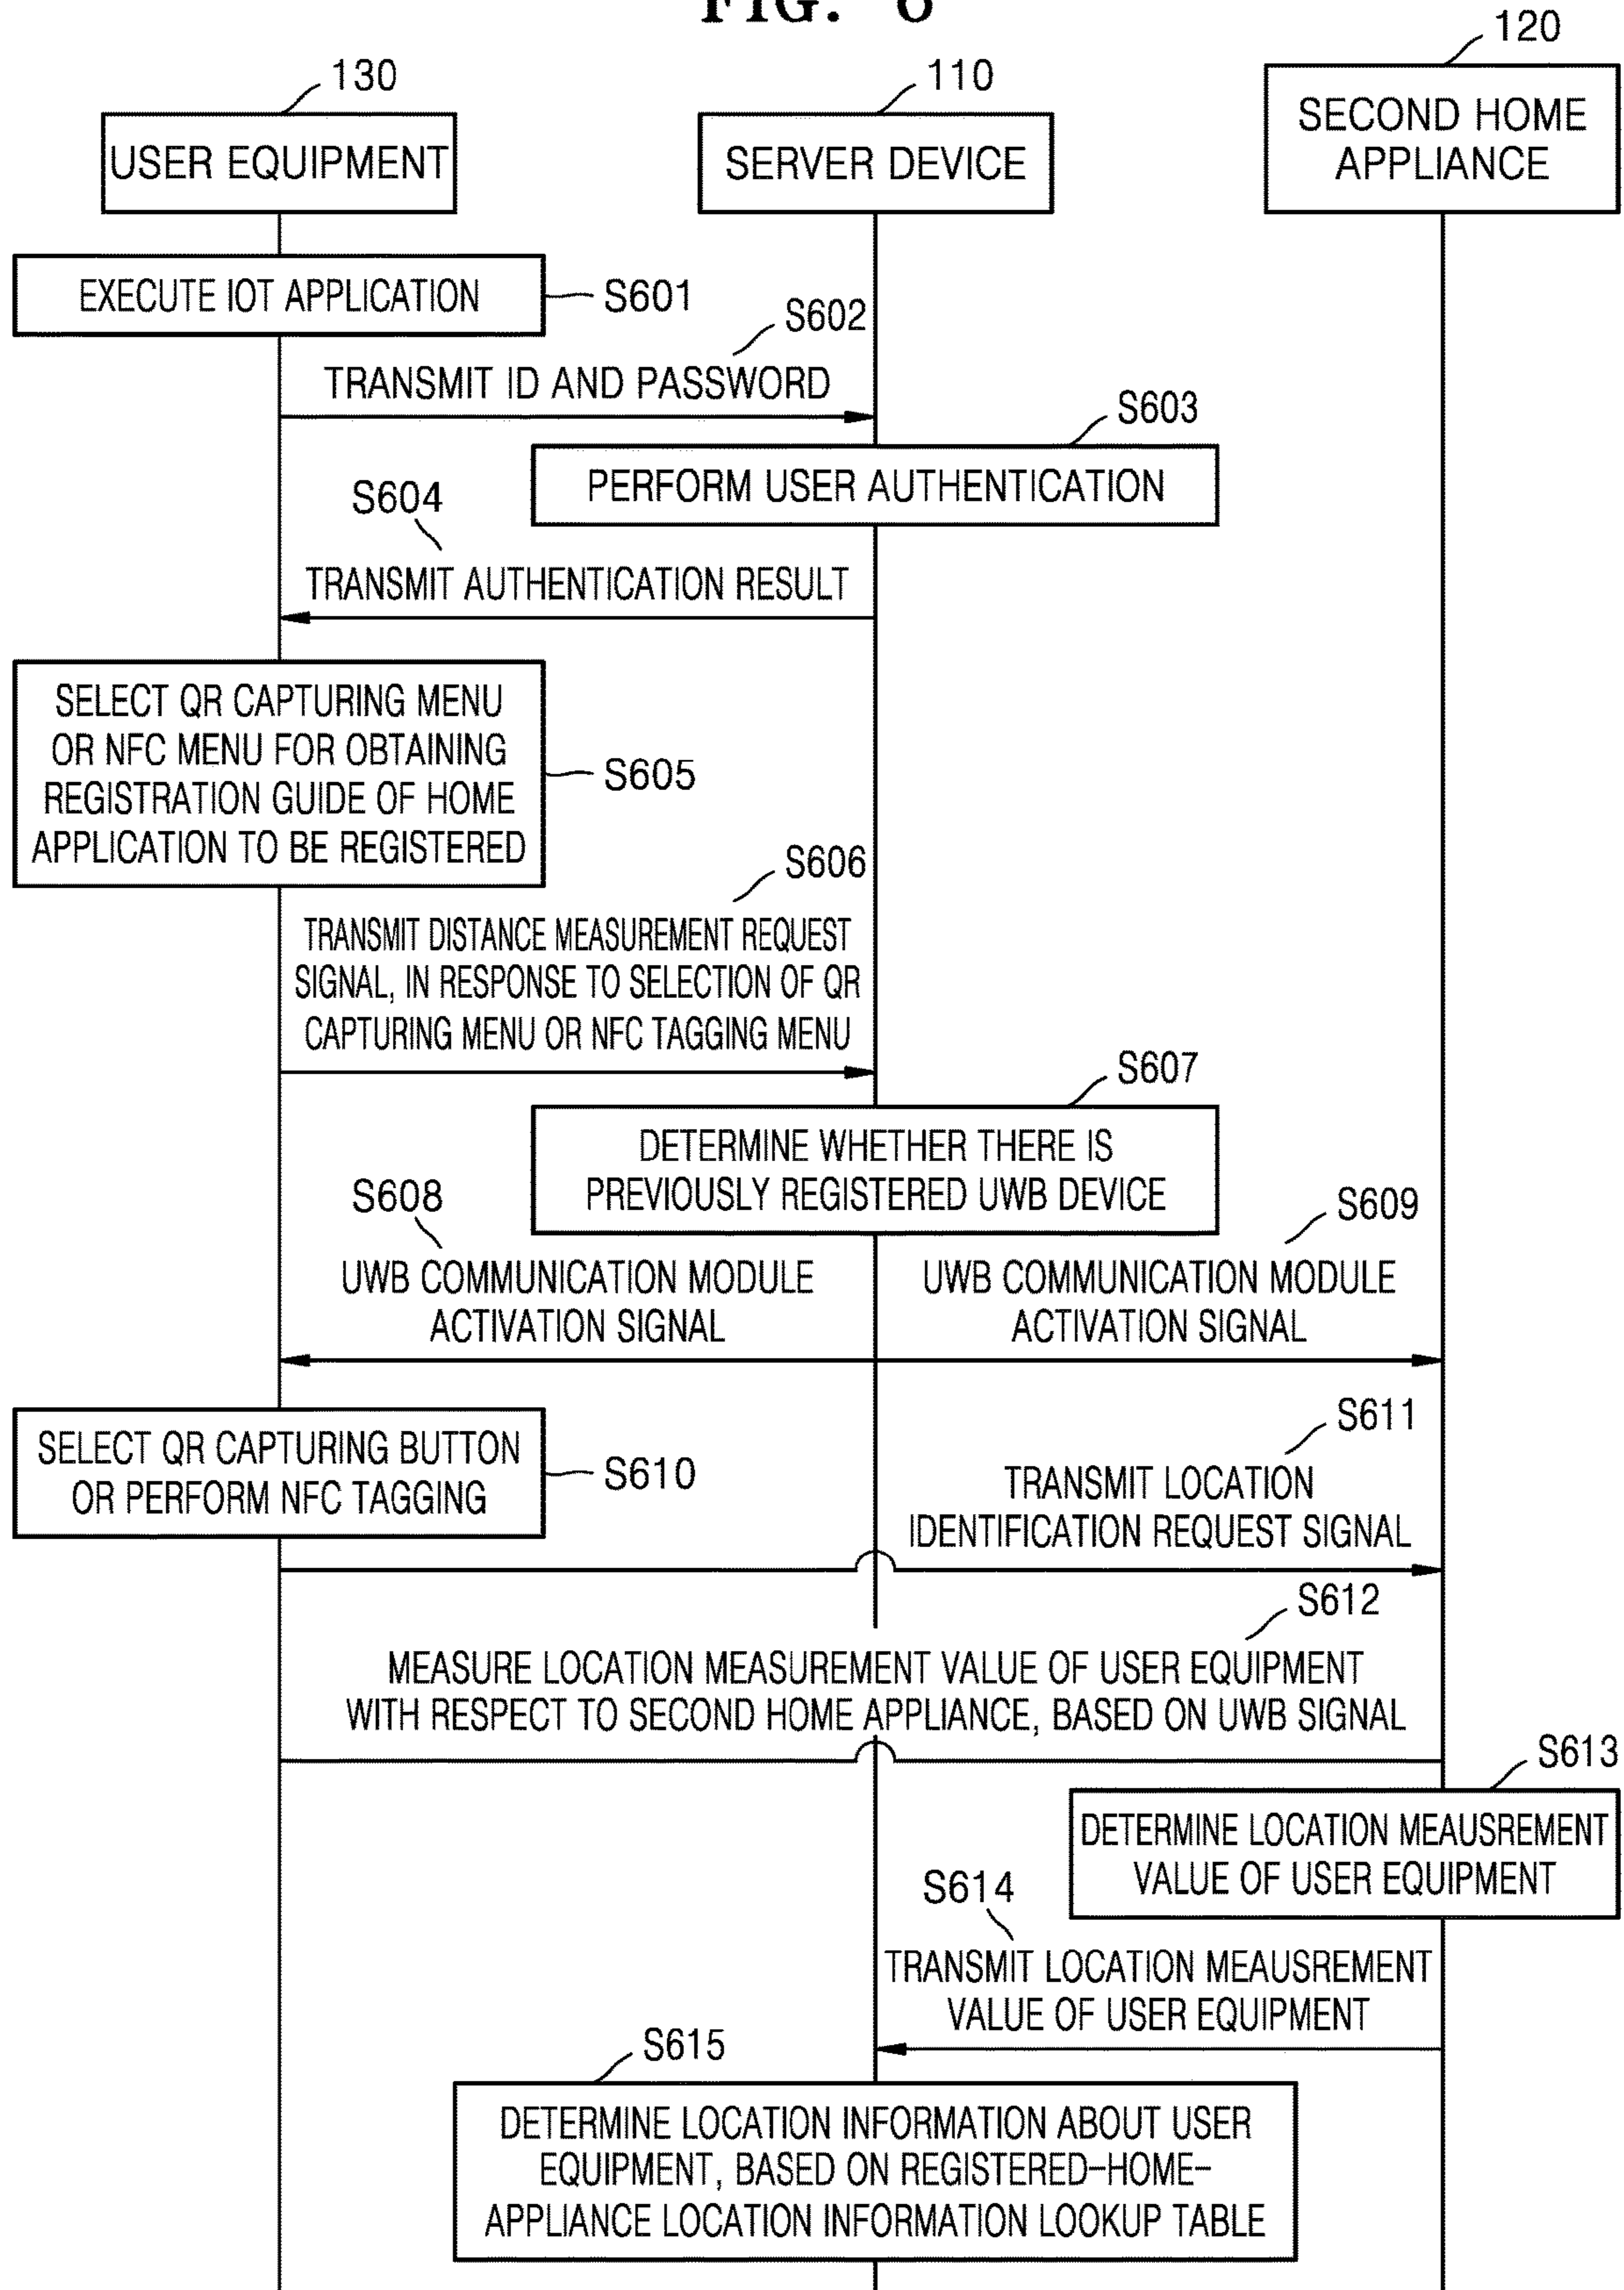 FIG. 6
130
110
120
USER EQUIPMENT
SERVER DEVICE
SECOND HOME
APPLIANCE
EXECUTE IOT APPLICATION
S601
S602
TRANSMIT ID AND PASSWORD
S603
PERFORM USER AUTHENTICATION
S604
TRANSMIT AUTHENTICATION RESULT
SELECT QR CAPTURING MENU
OR NFC MENU FOR OBTAINING
REGISTRATION GUIDE OF HOME
APPLICATION TO BE REGISTERED
S605
S606
TRANSMIT DISTANCE MEASUREMENT REQUEST
SIGNAL, IN RESPONSE TO SELECTION OF QR
CAPTURING MENU OR NFC TAGGING MENU
S607
DETERMINE WHETHER THERE IS
PREVIOUSLY REGISTERED UWB DEVICE
S608
UWB COMMUNICATION MODULE
ACTIVATION SIGNAL
S609
UWB COMMUNICATION MODULE
ACTIVATION SIGNAL
SELECT QR CAPTURING BUTTON
OR PERFORM NFC TAGGING
S610
S611
TRANSMIT LOCATION
IDENTIFICATION REQUEST SIGNAL
S612
MEASURE LOCATION MEASUREMENT VALUE OF USER EQUIPMENT
WITH RESPECT TO SECOND HOME APPLIANCE, BASED ON UWB SIGNAL
S613
DETERMINE LOCATION MEAUSREMENT
VALUE OF USER EQUIPMENT
S614
TRANSMIT LOCATION MEAUSREMENT
VALUE OF USER EQUIPMENT
S615
DETERMINE LOCATION INFORMATION ABOUT USER
EQUIPMENT, BASED ON REGISTERED-HOME-
APPLIANCE LOCATION INFORMATION LOOKUP TABLE